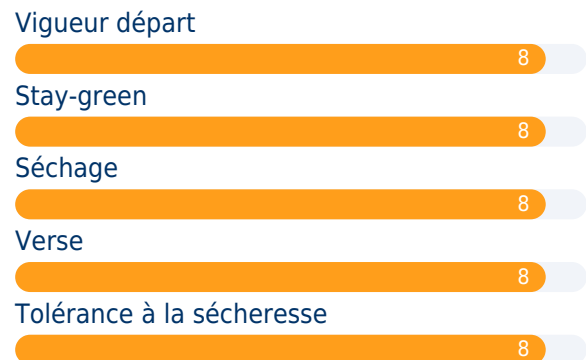 Vigueur départ
8
Stay-green
8
Séchage
8
Verse
8
Tolérance à la sécheresse
8